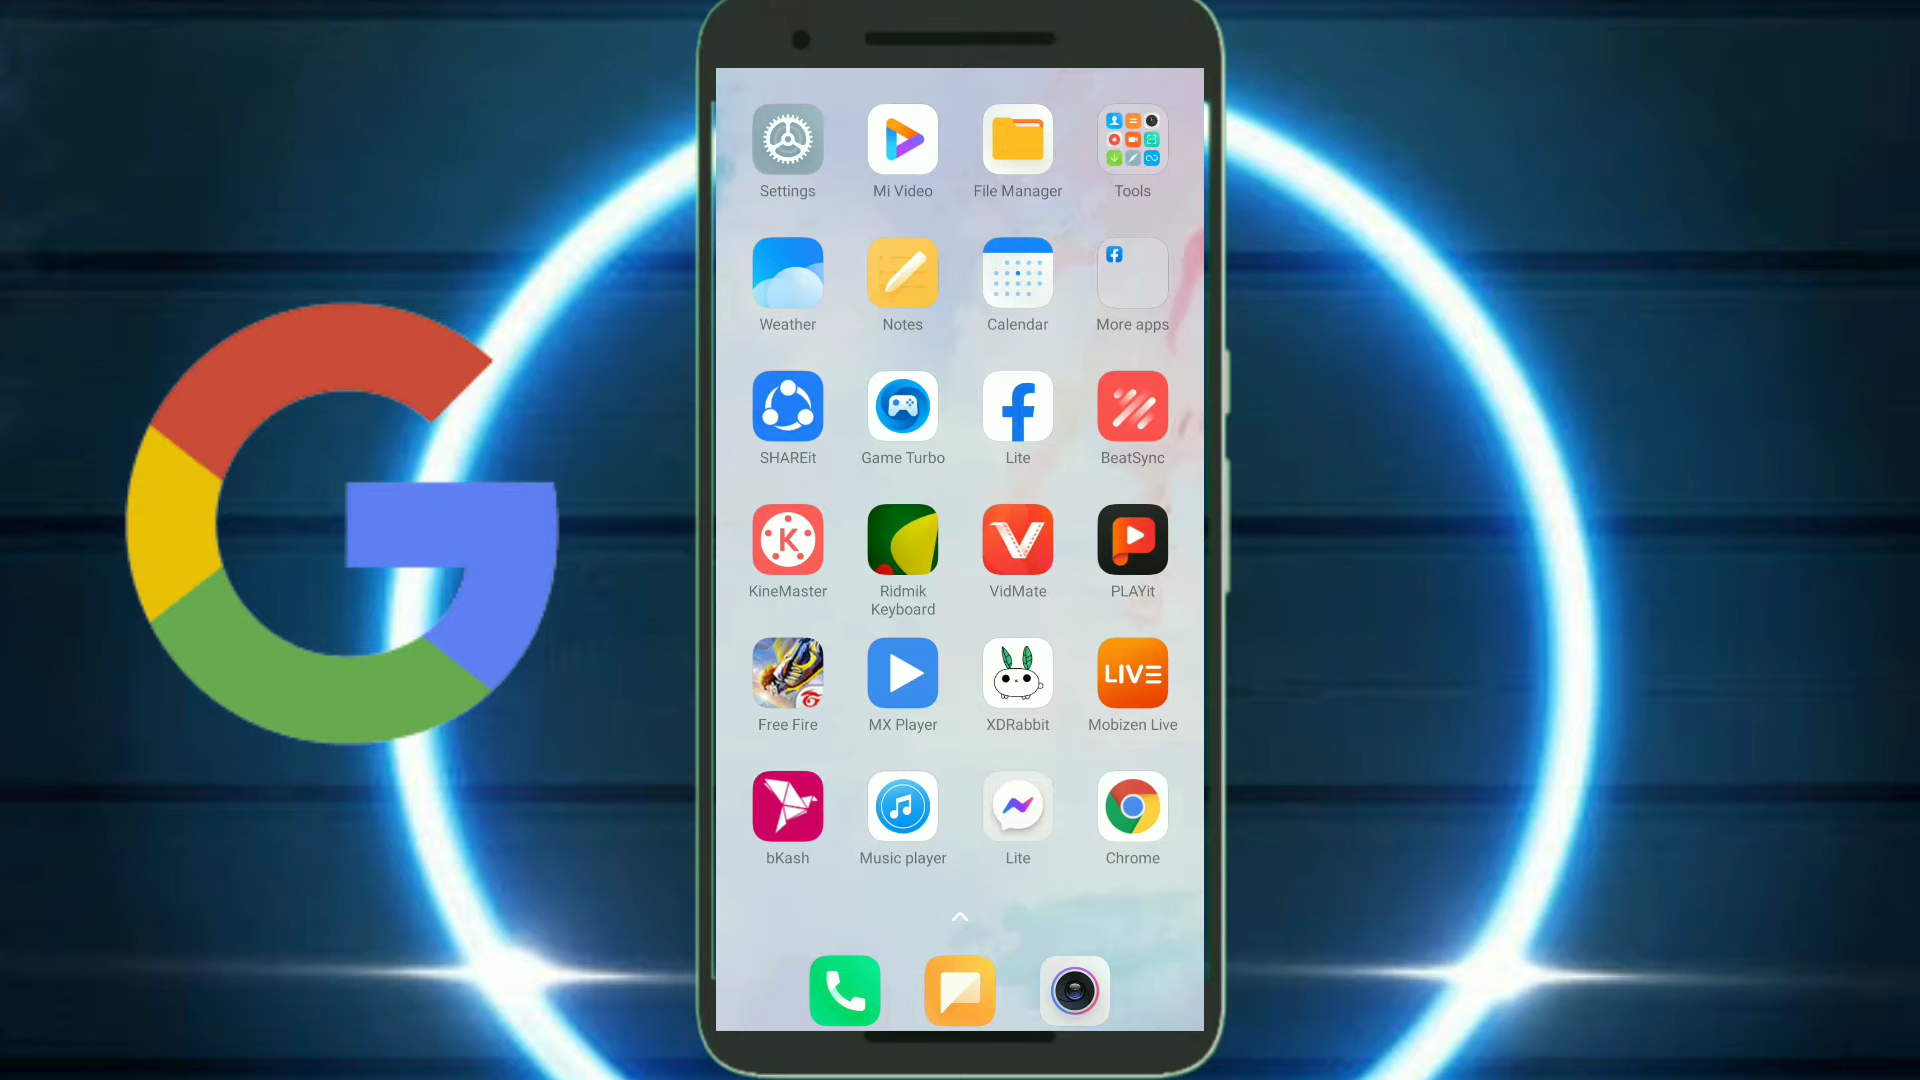 Settings
Mi Video
File Manager
Tools
Weather
Notes
Calendar
More apps
SHAREit
Game Turbo
Lite
BeatSync
K
KineMaster
Ridmik
Keyboard
VidMate
PLAYit
Free Fire
MX Player
XDRabbit
LIVE
Mobizen Live
bKash
Music player
Lite
Chrome